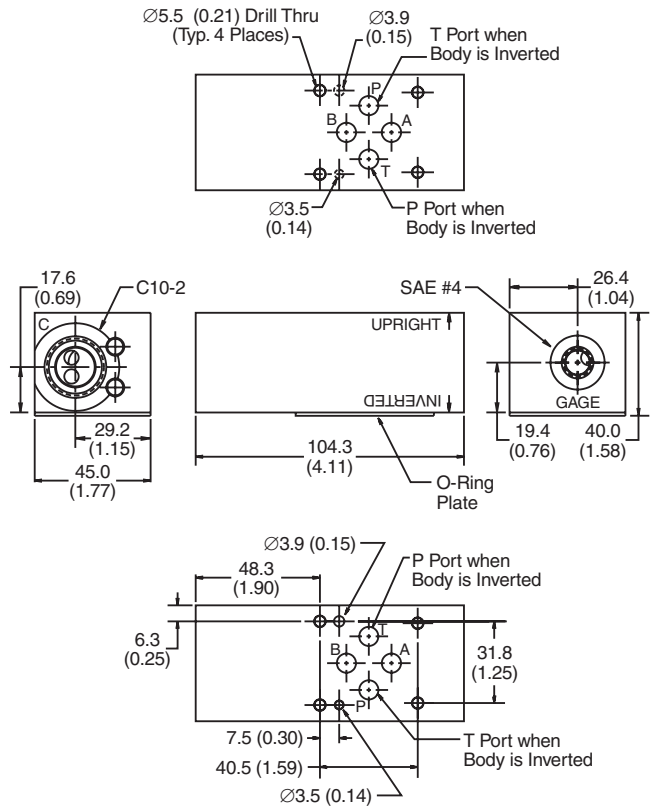 Ø5.5 (0.21) Drill Thru
(Typ. 4 Places)
Ø3.9
(0.15)
T Port when
Body is Inverted
P
B
A
T
Ø3.5
(0.14)
P Port when
Body is Inverted
17.6
(0.69)
C10-2
C
29.2
(1.15)
45.0
(1.77)
UPRIGHT
INVERTED
104.3
(4.11)
O-Ring
Plate
SAE #4
26.4
(1.04)
GAGE
19.4
(0.76)
40.0
(1.58)
Ø3.9 (0.15)
P Port when
Body is Inverted
48.3
(1.90)
6.3
(0.25)
T
B
A
P
31.8
(1.25)
7.5 (0.30)
40.5 (1.59)
Ø3.5 (0.14)
T Port when
Body is Inverted